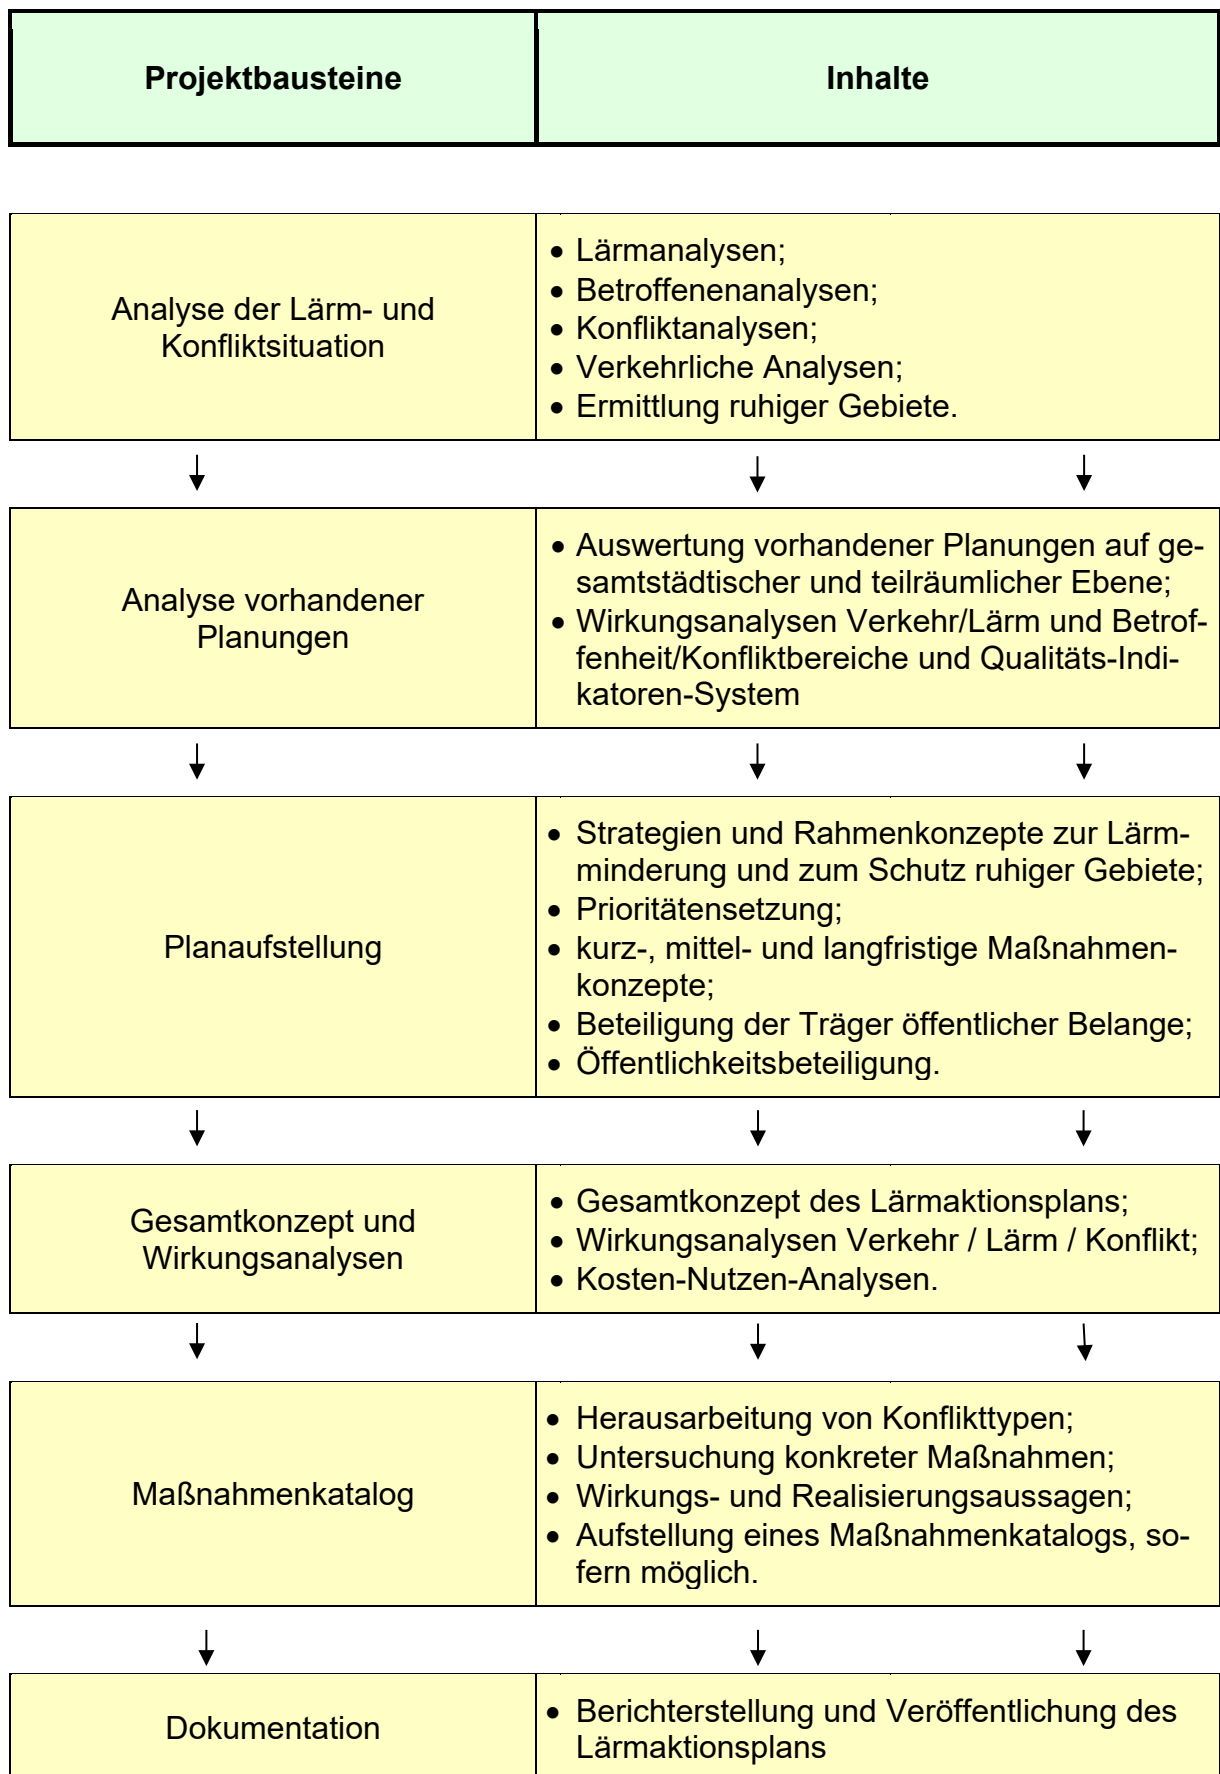 Projektbausteine
Inhalte
Analyse der Lärm- und
Konfliktsituation
• Lärmanalysen;
• Betroffenenanalysen;
• Konfliktanalysen;
• Verkehrliche Analysen;
• Ermittlung ruhiger Gebiete.
Analyse vorhandener
Planungen
• Auswertung vorhandener Planungen auf ge-
samtstädtischer und teilräumlicher Ebene;
• Wirkungsanalysen Verkehr/Lärm und Betrof-
fenheit/Konfliktbereiche und Qualitäts-Indi-
katoren-System
Planaufstellung
• Strategien und Rahmenkonzepte zur Lärm-
minderung und zum Schutz ruhiger Gebiete;
• Prioritätensetzung;
• kurz-, mittel- und langfristige Maßnahmen-
konzepte;
• Beteiligung der Träger öffentlicher Belange;
• Öffentlichkeitsbeteiligung.
Gesamtkonzept und
Wirkungsanalysen
• Gesamtkonzept des Lärmaktionsplans;
• Wirkungsanalysen Verkehr / Lärm / Konflikt;
• Kosten-Nutzen-Analysen.
Maßnahmenkatalog
• Herausarbeitung von Konflikttypen;
• Untersuchung konkreter Maßnahmen;
• Wirkungs- und Realisierungsaussagen;
• Aufstellung eines Maßnahmenkatalogs, so-
fern möglich.
Dokumentation
• Berichterstellung und Veröffentlichung des
Lärmaktionsplans